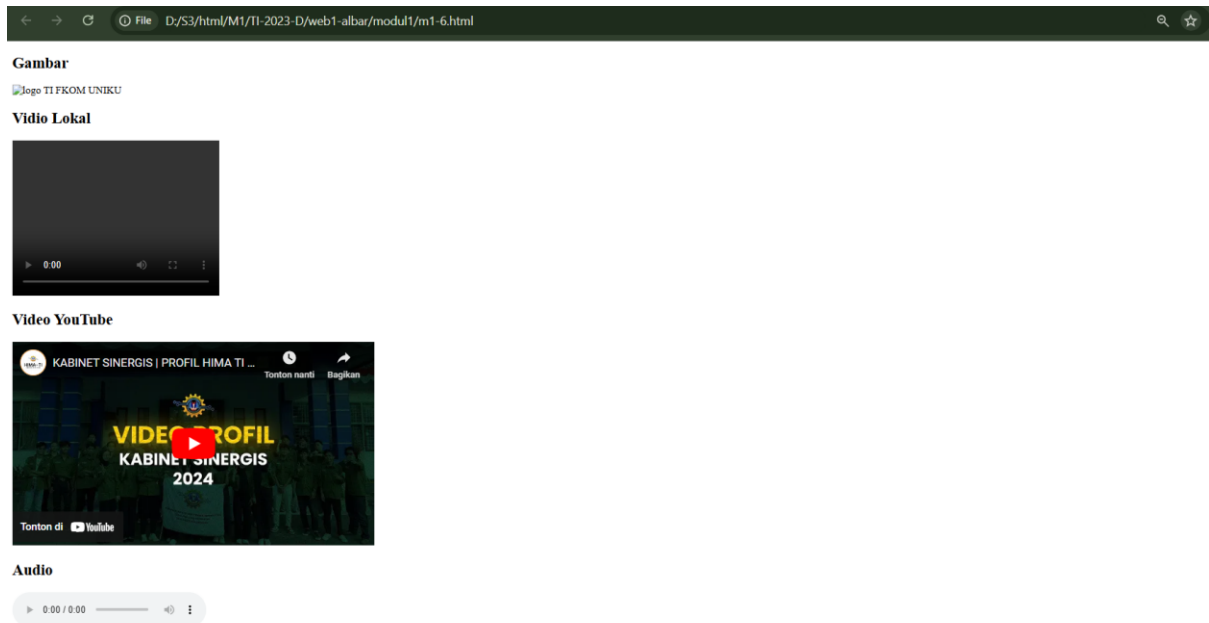 File D:/S3/html/M1/TI-2023-D/web1-albar/modul1/m1-6.html
Gambar
logo TI FKOM UNIKU
Vidio Lokal
0:00
Video YouTube
HIMA-TI KABINET SINERGIS | PROFIL HIMA TI ...
Tonton nanti Bagikan
VIDEO PROFIL
KABINET SINERGIS
2024
Tonton di YouTube
Audio
0:00 / 0:00